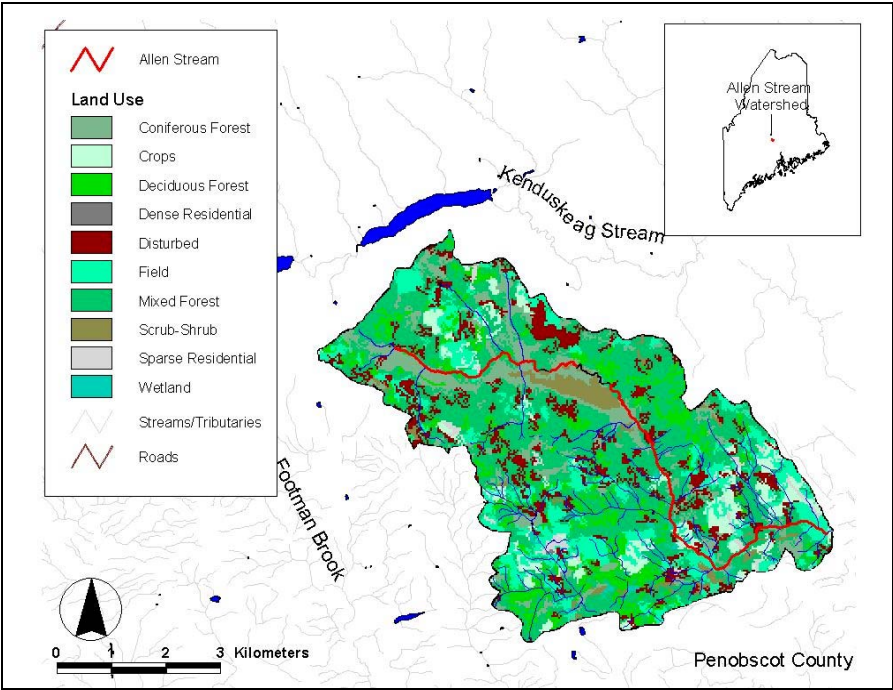 Allen Stream
Land Use
Coniferous Forest
Crops
Deciduous Forest
Dense Residential
Disturbed
Field
Mixed Forest
Scrub-Shrub
Sparse Residential
Wetland
Streams/Tributaries
Roads
Allen Stream
Watershed
Kenduskeag Stream
Footman Brook
0 1 2 3 Kilometers
Penobscot County